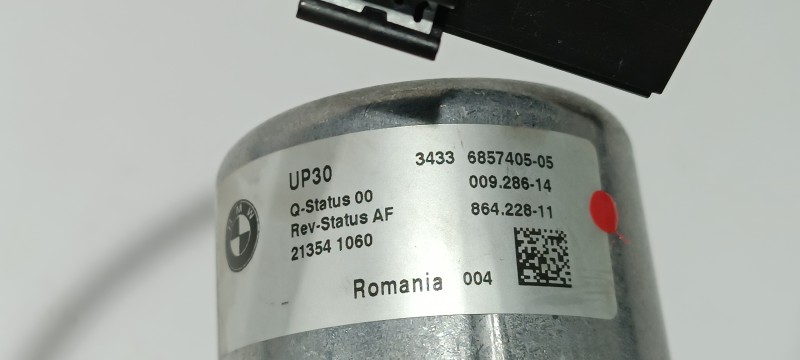 UP30
Q-Status 00
Rev-Status AF
21354 1060
3433 6857405-05
009.286-14
864.228-11
BMW
Romania 004